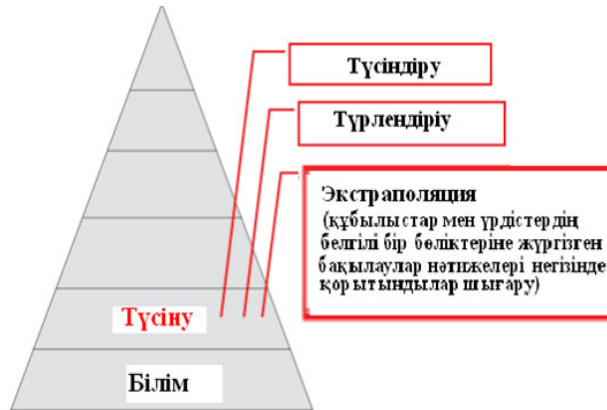 Түсіндіру
Түрлендіріу
Экстраполяция
(құбылыстар мен үрдістердің
белгілі бір бөліктеріне жүргізген
бақылаулар нәтижелері негізінде
қорытындылар шығару)
Түсіну
Білім